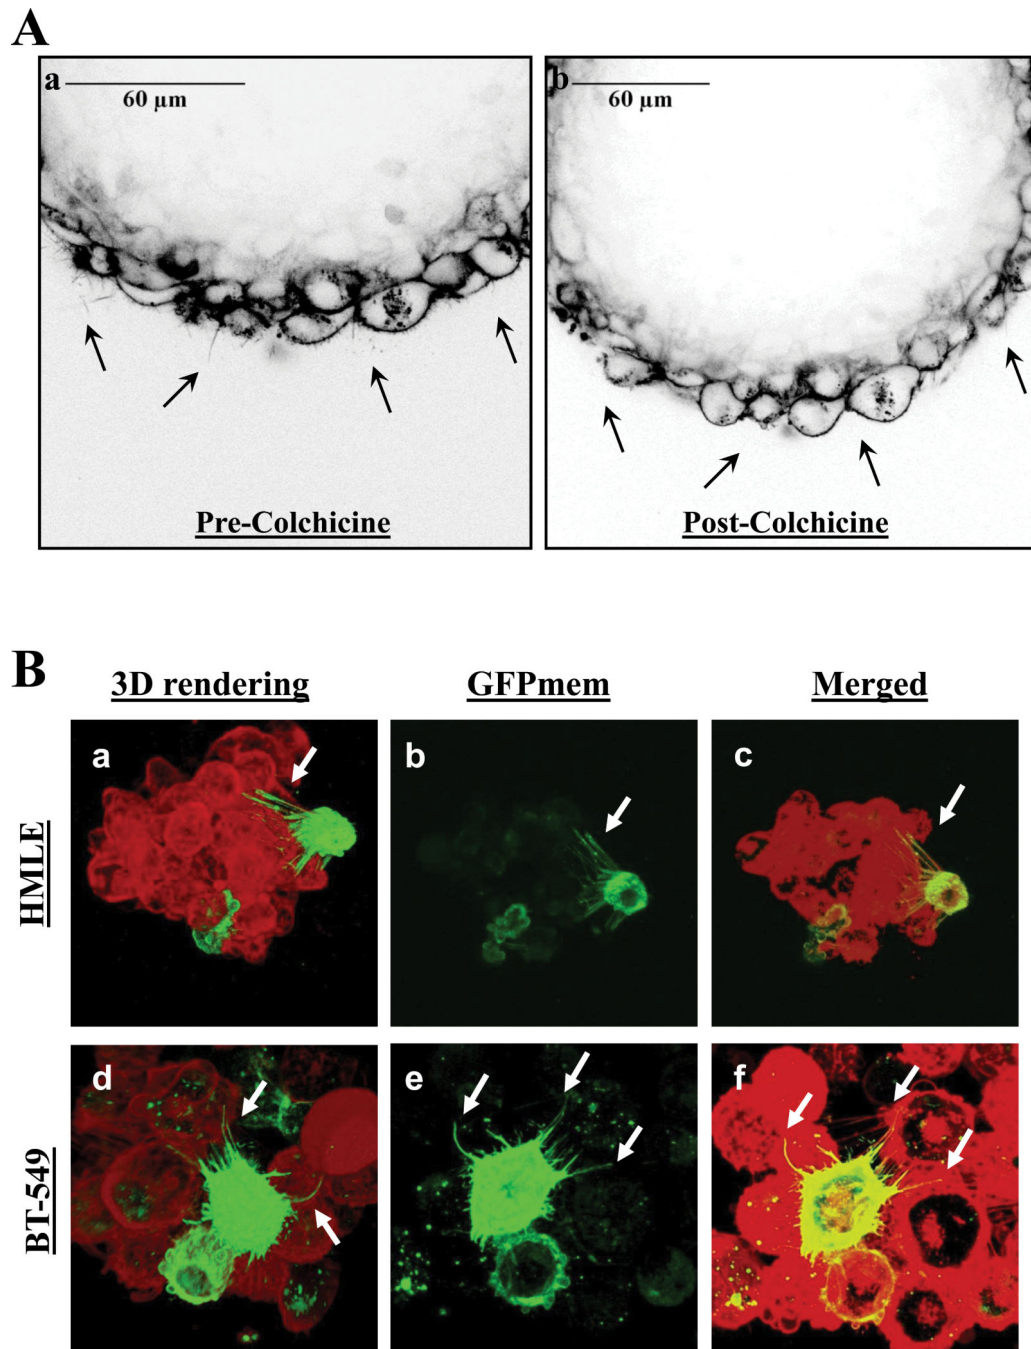 A
a
60 µm
Pre-Colchicine
b
60 µm
Post-Colchicine
B
3D rendering
GFPmem
Merged
HMLE
a
b
c
BT-549
d
e
f